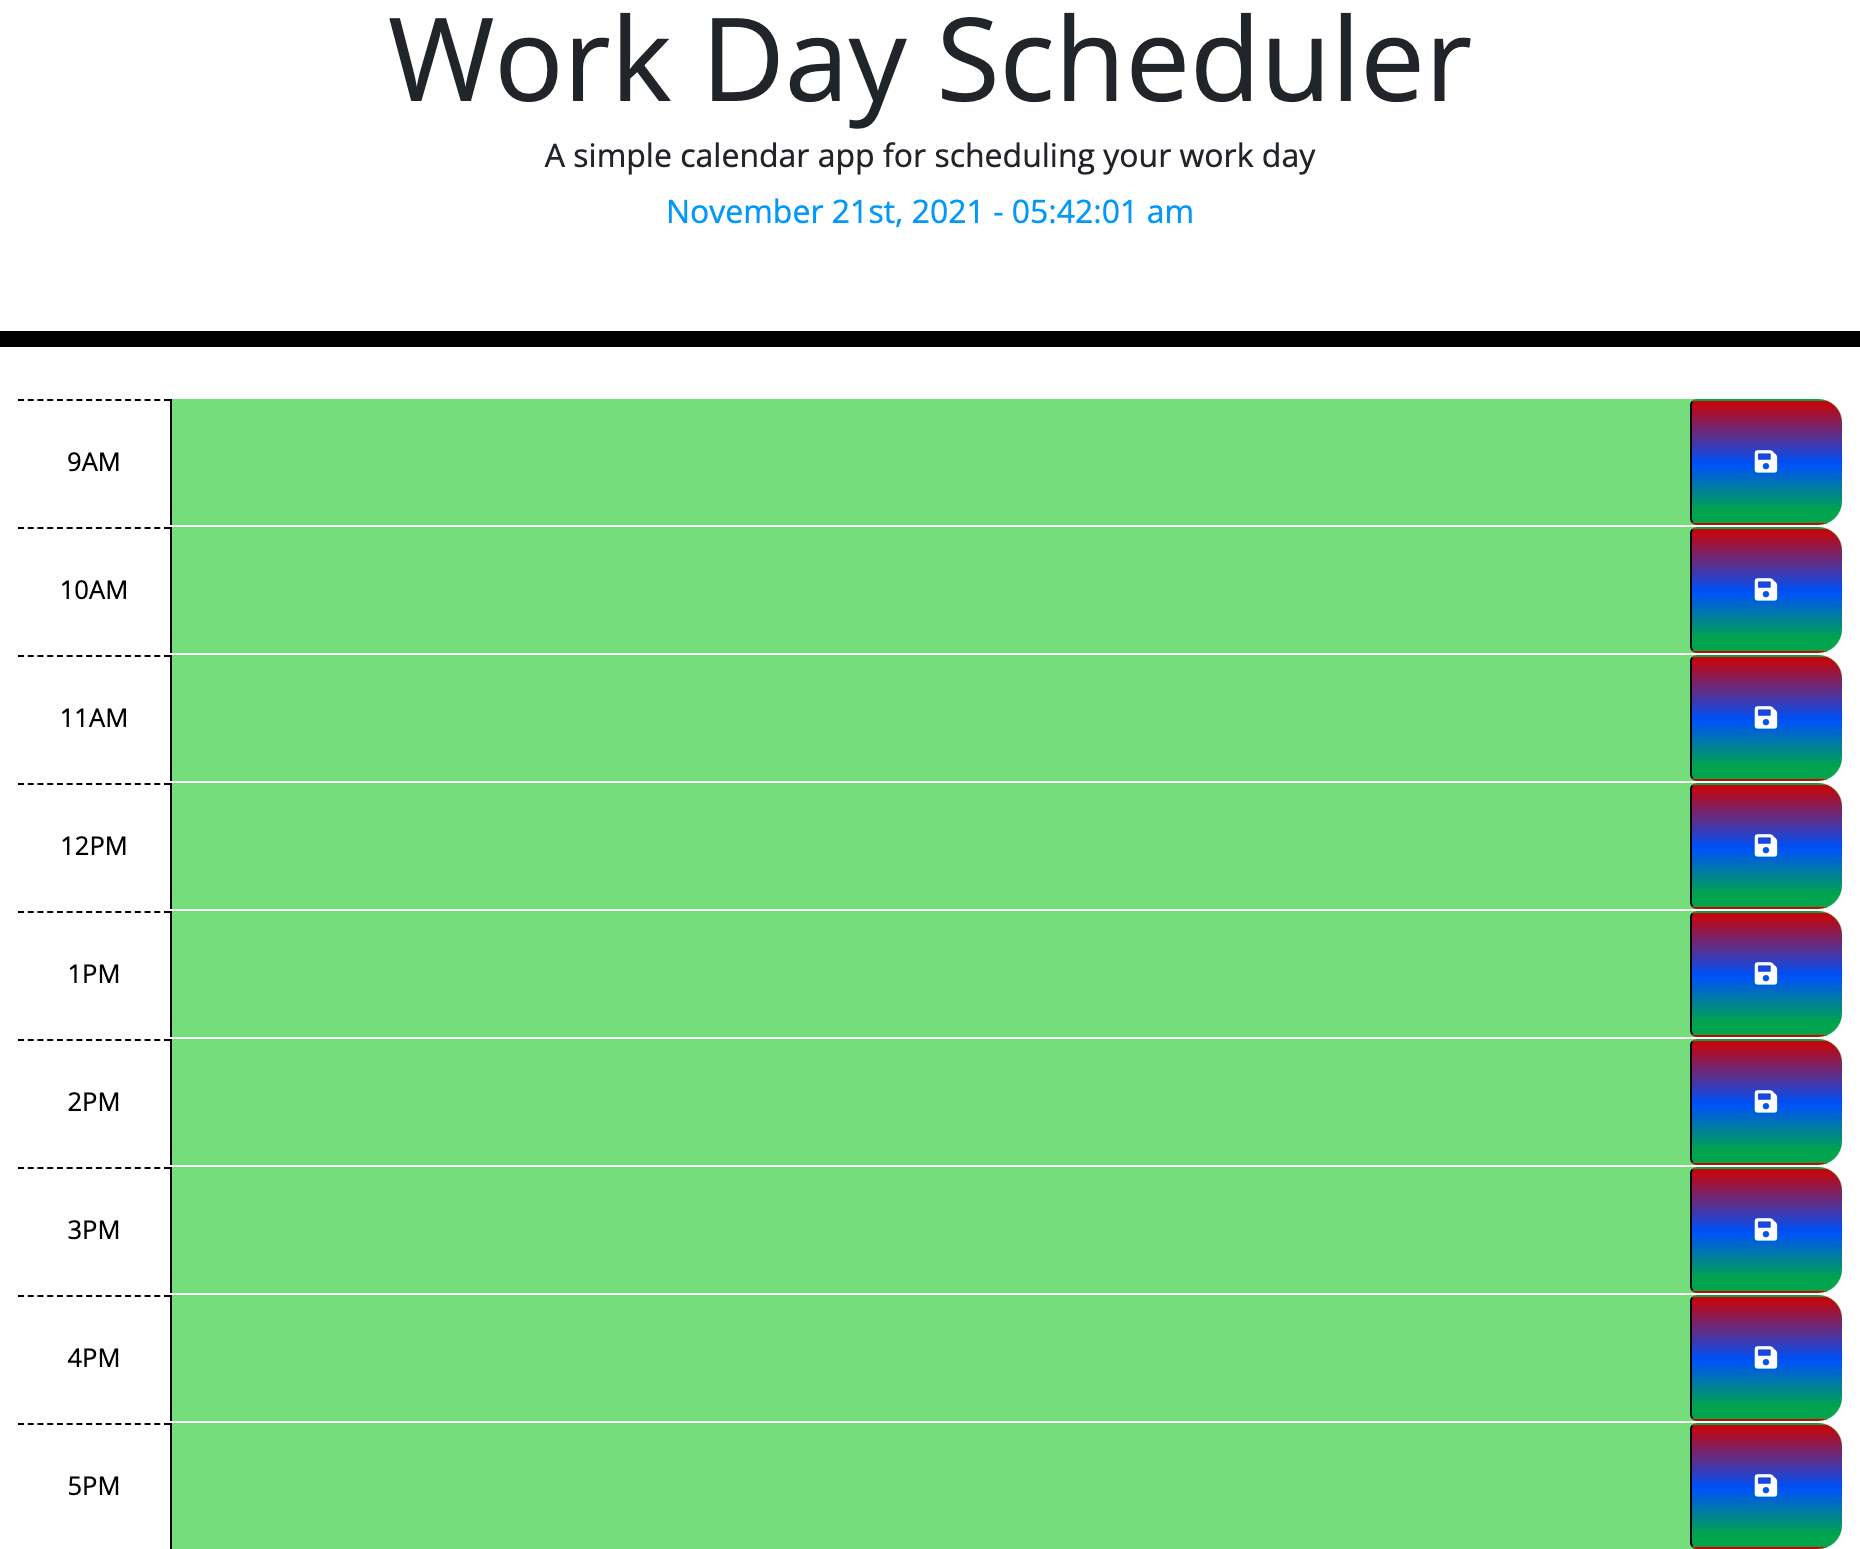 Work Day Scheduler
A simple calendar app for scheduling your work day
November 21st, 2021 - 05:42:01 am
9AM
10AM
11AM
12PM
1PM
2PM
3PM
4PM
5PM